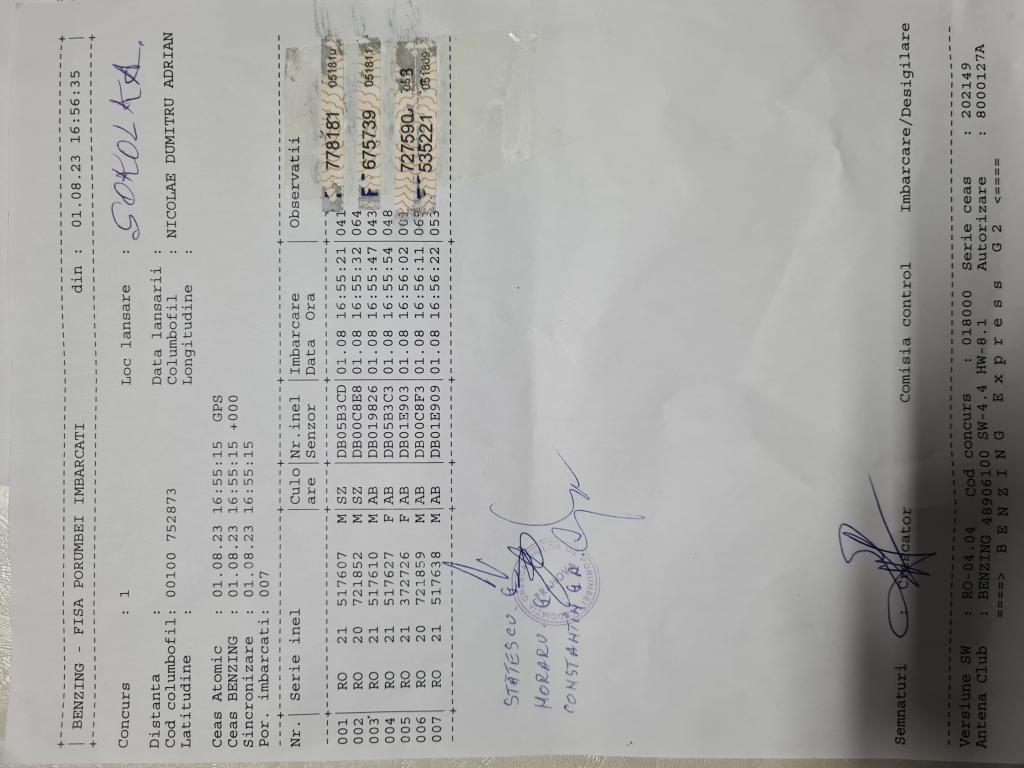 BENZING - FISA PORUMBEI IMBARCATI din : 01.08.23 16:56:35
Concurs : 1 Loc lansare : SOKOLKA.
Distanta : Data lansarii :
Cod columbofil: 00100 752873 Columbofil : NICOLAE DUMITRU ADRIAN
Latitudine : Longitudine :
Ceas Atomic : 01.08.23 16:55:15 GPS
Ceas BENZING : 01.08.23 16:55:15 +000
Sincronizare : 01.08.23 16:55:15
Por. imbarcati: 007
Nr. | Serie inel |Culo|Nr.inel |Imbarcare | Observatii
| |are |Senzor |Data Ora |
001 | RO 21 517607 M|SZ |DB05B3CD|01.08 16:55:21|041 778181 051810
002 | RO 20 721852 M|SZ |DB00C8E8|01.08 16:55:32|064
003 | RO 21 517610 M|AB |DB019826|01.08 16:55:47|043 F 675739 051811
004 | RO 21 517627 F|AB |DB05B3C3|01.08 16:55:54|048
005 | RO 21 372726 F|AB |DB01E903|01.08 16:56:02| 727590
006 | RO 20 721859 M|AB |DB00C8F3|01.08 16:56:11| 535221 051809
007 | RO 21 517638 M|AB |DB01B909|01.08 16:56:22|053
STATESCU
MORARU
CONSTANTIN
Semnaturi : Crescator Comisia control Imbarcare/Desigilare
Versiune SW : RO-04.04 Cod concurs : 018000 Serie ceas : 202149
Antena Club : BENZING 48906100 SW-4.4 HW-8.1 Autorizare : 8000127A
=====> B E N Z I N G E x p r e s s G 2 <====